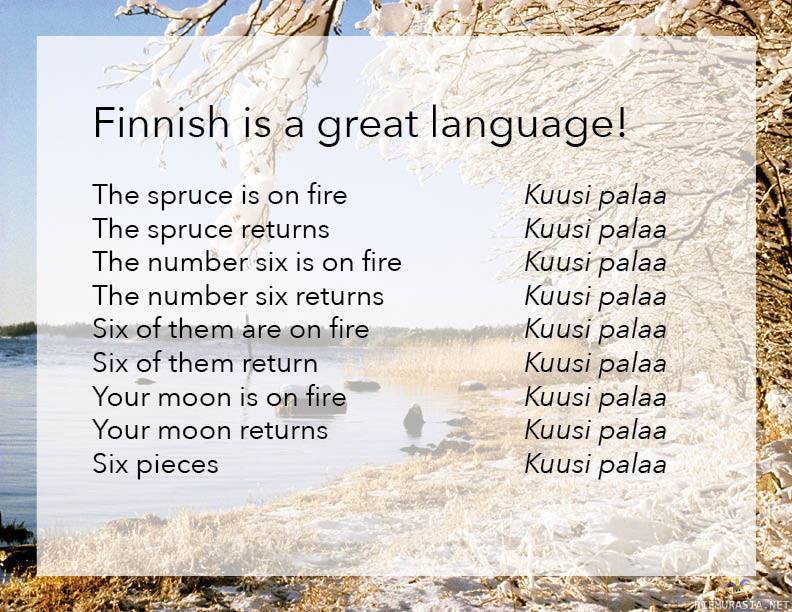 Finnish is a great language!
The spruce is on fire Kuusi palaa
The spruce returns Kuusi palaa
The number six is on fire Kuusi palaa
The number six returns Kuusi palaa
Six of them are on fire Kuusi palaa
Six of them return Kuusi palaa
Your moon is on fire Kuusi palaa
Your moon returns Kuusi palaa
Six pieces Kuusi palaa
RIEMURASIA.NET